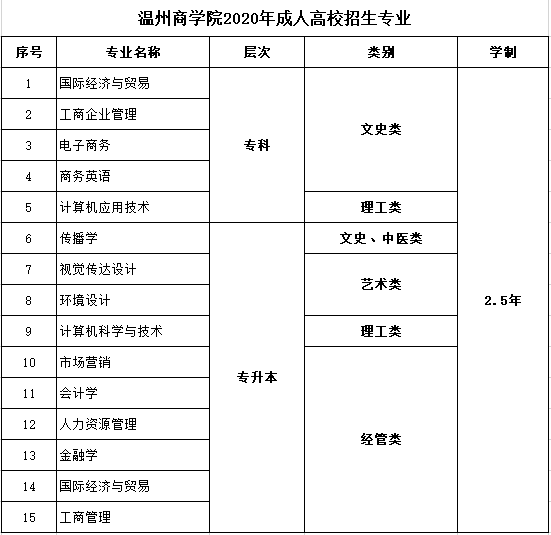 温州商学院2020年成人高校招生专业
序号 专业名称 层次 类别 学制
1 国际经济与贸易
2 工商企业管理
文史类
3 电子商务
专科
4 商务英语
5 计算机应用技术 理工类
6 传播学 文史、中医类
7 视觉传达设计
艺术类
8 环境设计
2.5年
9 计算机科学与技术 理工类
10 市场营销
专升本
11 会计学
12 人力资源管理
经管类
13 金融学
14 国际经济与贸易
15 工商管理